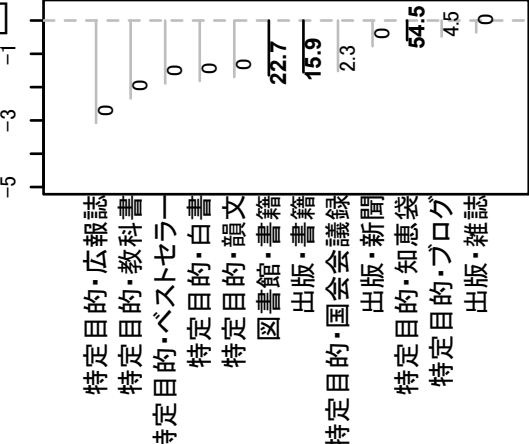 -1
-3
-5
0
0
0
0
0
22.7
15.9
2.3
0
54.5
4.5
0
特定目的・広報誌
特定目的・教科書
特定目的・ベストセラー
特定目的・白書
特定目的・韻文
図書館・書籍
出版・書籍
特定目的・国会会議録
出版・新聞
特定目的・知恵袋
特定目的・ブログ
出版・雑誌